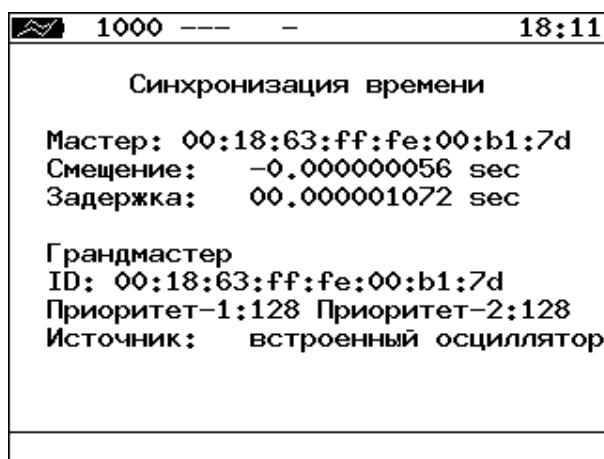 1000 --- - 18:11
Синхронизация времени
Мастер: 00:18:63:ff:fe:00:b1:7d
Смещение: -0.000000056 sec
Задержка: 00.000001072 sec
Грандмастер
ID: 00:18:63:ff:fe:00:b1:7d
Приоритет-1:128 Приоритет-2:128
Источник: встроенный осциллятор